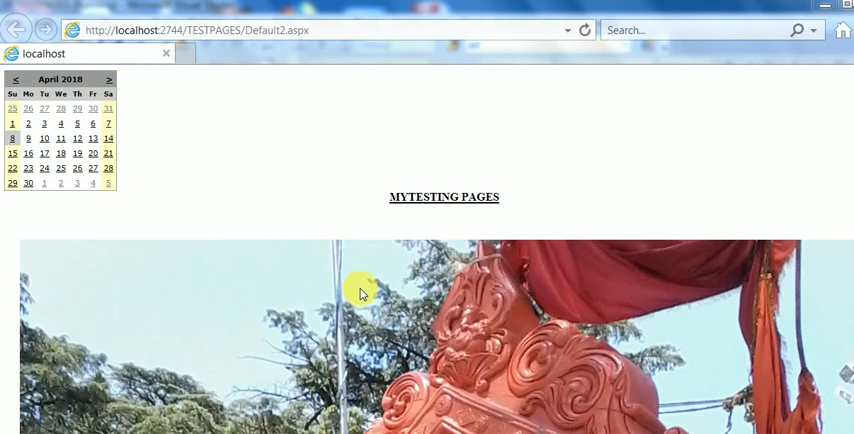 http://localhost:2744/TESTPAGES/Default2.aspx
Search...
localhost
< April 2018 >
Su Mo Tu We Th Fr Sa
25 26 27 28 29 30 31
1 2 3 4 5 6 7
8 9 10 11 12 13 14
15 16 17 18 19 20 21
22 23 24 25 26 27 28
29 30 1 2 3 4 5
MYTESTING PAGES